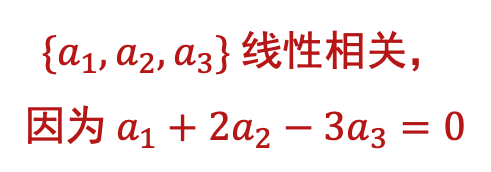 {a₁, a₂, a₃} 线性相关，
因为 a₁ + 2a₂ − 3a₃ = 0